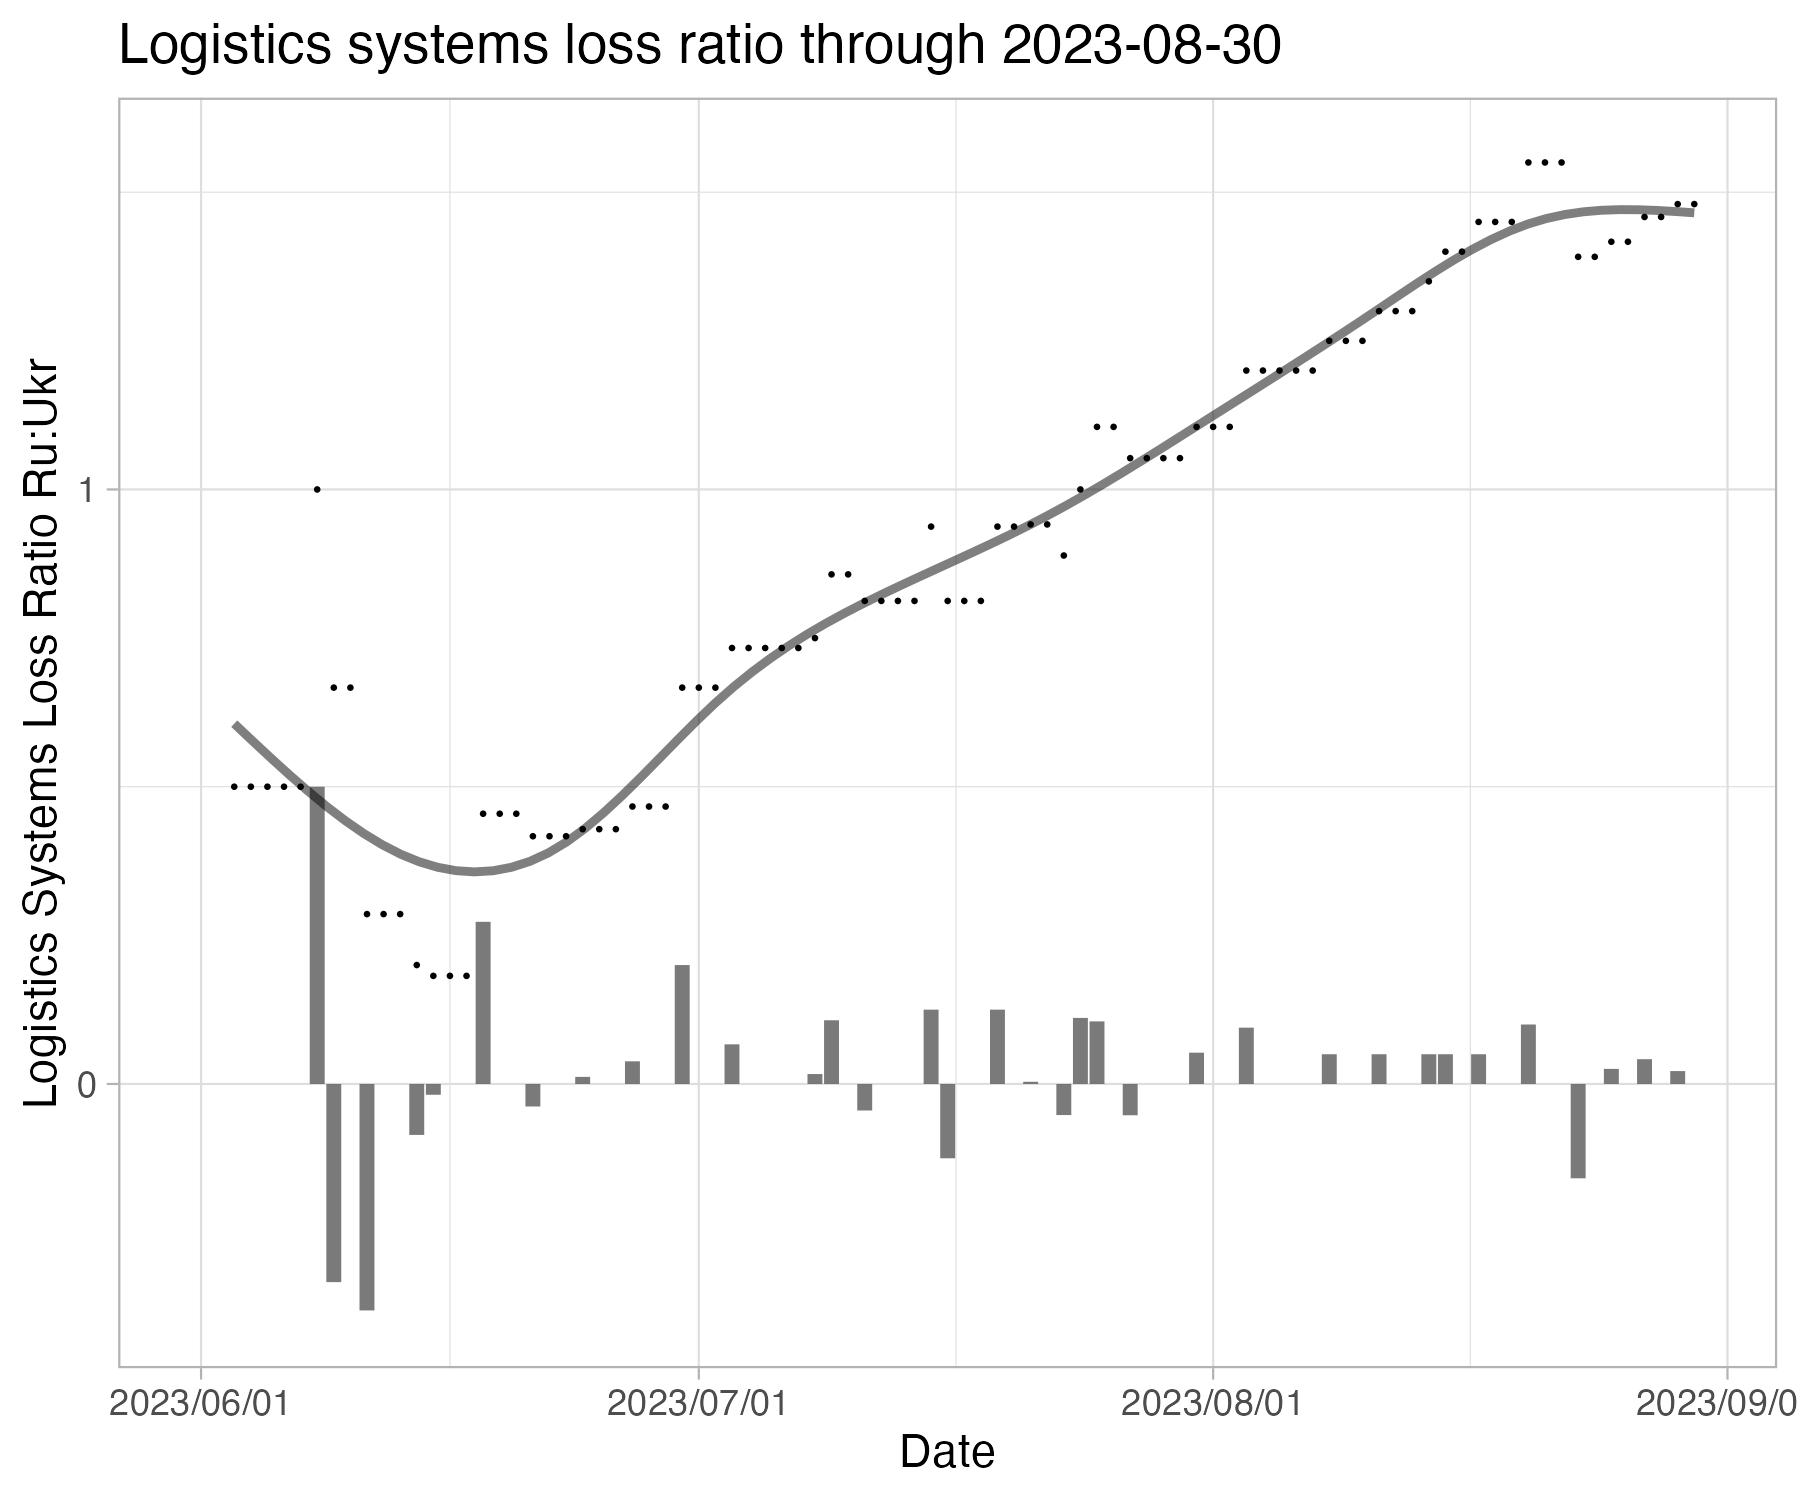 Logistics systems loss ratio through 2023-08-30
Logistics Systems Loss Ratio Ru:Ukr
1
0
2023/06/01
2023/07/01
2023/08/01
2023/09/0
Date